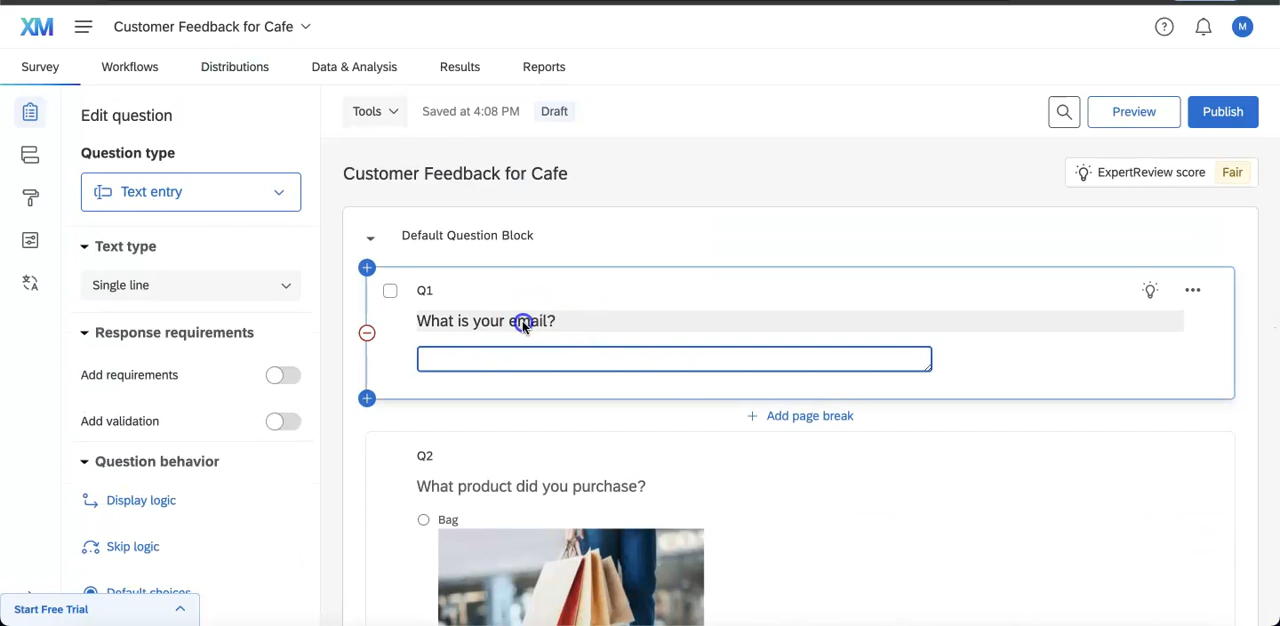 XM
Customer Feedback for Cafe
M
Survey
Workflows
Distributions
Data & Analysis
Results
Reports
Edit question
Tools
Saved at 4:08 PM
Draft
Preview
Publish
Question type
Text entry
Customer Feedback for Cafe
ExpertReview score
Fair
Text type
Single line
Default Question Block
Q1
What is your email?
Response requirements
Add requirements
Add validation
Add page break
Question behavior
Q2
What product did you purchase?
Display logic
Bag
Skip logic
Default choices
Start Free Trial